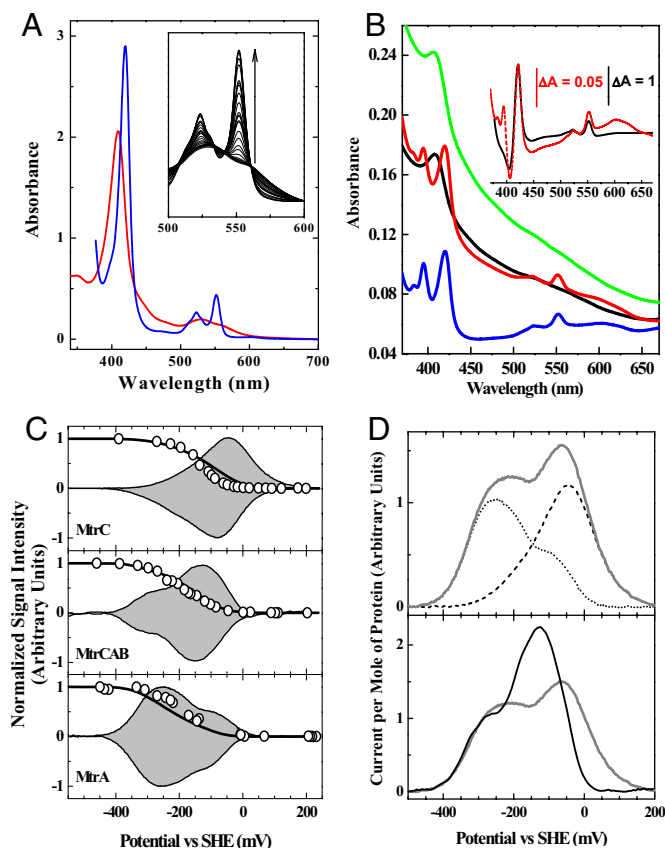 A
3
2
1
0
Absorbance
400
500
600
700
Wavelength (nm)
500
550
600
B
0.24
0.20
0.16
0.12
0.08
0.04
Absorbance
400
450
500
550
600
650
Wavelength (nm)
ΔA = 0.05
ΔA = 1
400
450
500
550
600
C
Normalized Signal Intensity
(Arbitrary Units)
1
0
-1
MtrC
1
0
-1
MtrCAB
1
0
-1
MtrA
-400
-200
0
200
Potential vs SHE (mV)
D
Current per Mole of Protein (Arbitrary Units)
1
0
2
1
0
-400
-200
0
200
Potential vs SHE (mV)